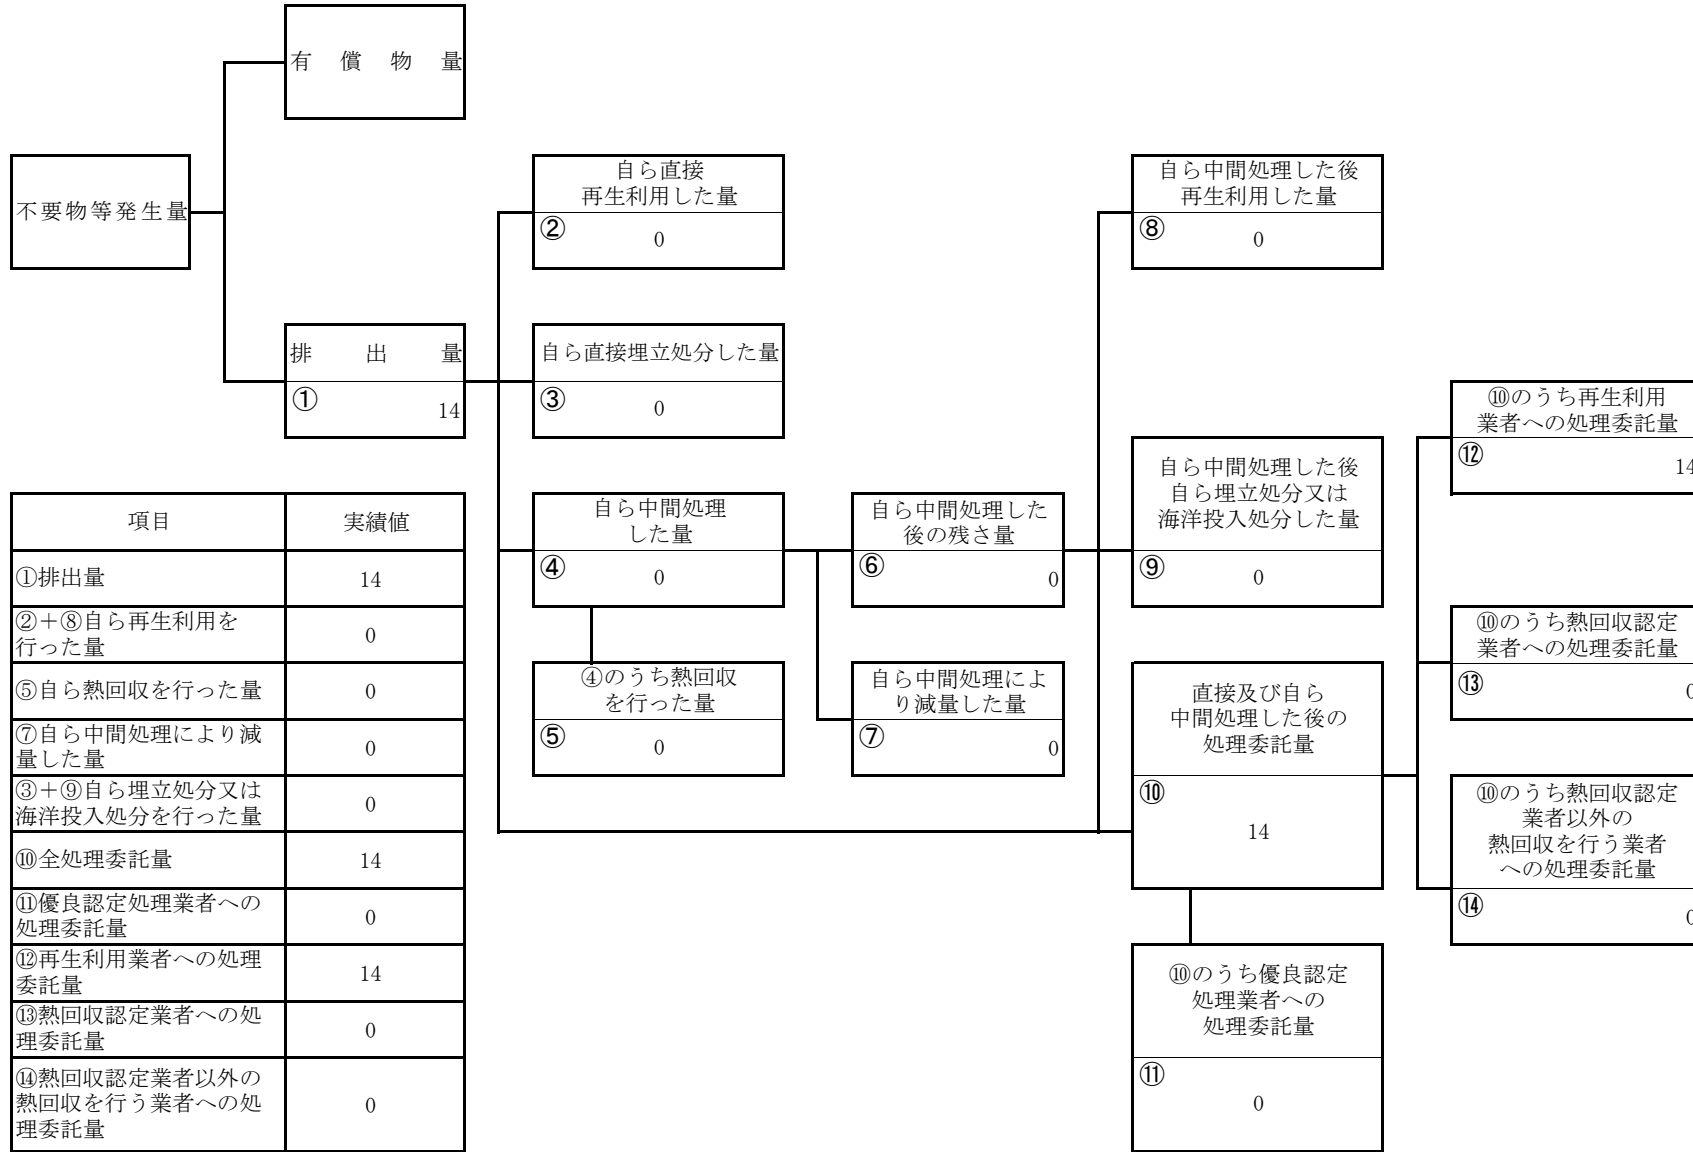 有償物量
不要物等発生量
排出量
①
14
自ら直接
再生利用した量
②
0
自ら直接埋立処分した量
③
0
自ら中間処理
した量
④
0
④のうち熱回収
を行った量
⑤
0
自ら中間処理した
後の残さ量
⑥
0
自ら中間処理によ
り減量した量
⑦
0
自ら中間処理した後
再生利用した量
⑧
0
自ら中間処理した後
自ら埋立処分又は
海洋投入処分した量
⑨
0
直接及び自ら
中間処理した後の
処理委託量
⑩
14
⑩のうち優良認定
処理業者への
処理委託量
⑪
0
⑩のうち再生利用
業者への処理委託量
⑫
14
⑩のうち熱回収認定
業者への処理委託量
⑬
0
⑩のうち熱回収認定
業者以外の
熱回収を行う業者
への処理委託量
⑭
0
項目 実績値
①排出量 14
②＋⑧自ら再生利用を
行った量 0
⑤自ら熱回収を行った量 0
⑦自ら中間処理により減
量した量 0
③＋⑨自ら埋立処分又は
海洋投入処分を行った量 0
⑩全処理委託量 14
⑪優良認定処理業者への
処理委託量 0
⑫再生利用業者への処理
委託量 14
⑬熱回収認定業者への処
理委託量 0
⑭熱回収認定業者以外の
熱回収を行う業者への処
理委託量 0